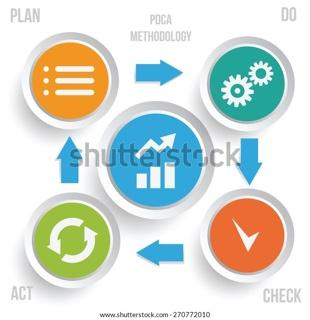 PLAN
PDCA
METHODOLOGY
DO
shutterstock
ACT
CHECK
www.shutterstock.com · 270772010